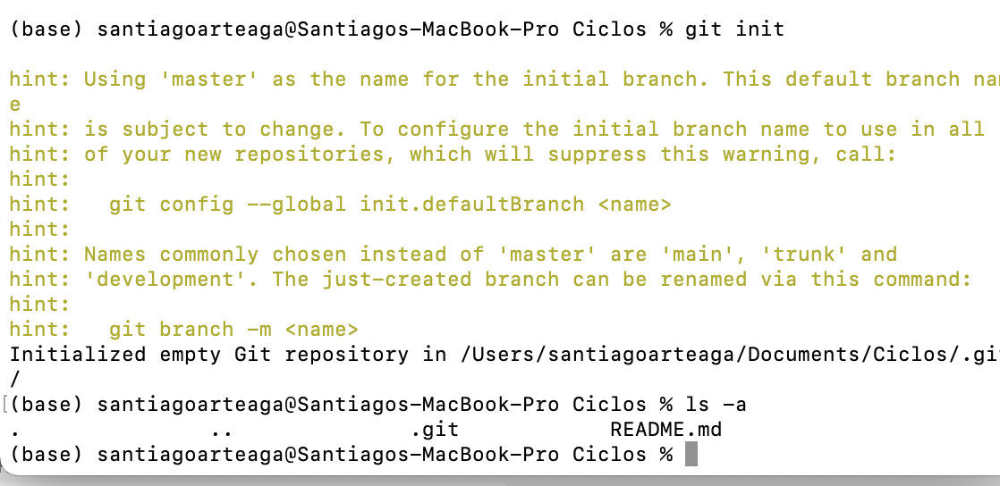 (base) santiagoarteaga@Santiagos-MacBook-Pro Ciclos % git init
hint: Using 'master' as the name for the initial branch. This default branch nam
e
hint: is subject to change. To configure the initial branch name to use in all
hint: of your new repositories, which will suppress this warning, call:
hint:
hint:   git config --global init.defaultBranch <name>
hint:
hint: Names commonly chosen instead of 'master' are 'main', 'trunk' and
hint: 'development'. The just-created branch can be renamed via this command:
hint:
hint:   git branch -m <name>
Initialized empty Git repository in /Users/santiagoarteaga/Documents/Ciclos/.git
/
[(base) santiagoarteaga@Santiagos-MacBook-Pro Ciclos % ls -a
.               ..              .git            README.md
(base) santiagoarteaga@Santiagos-MacBook-Pro Ciclos %